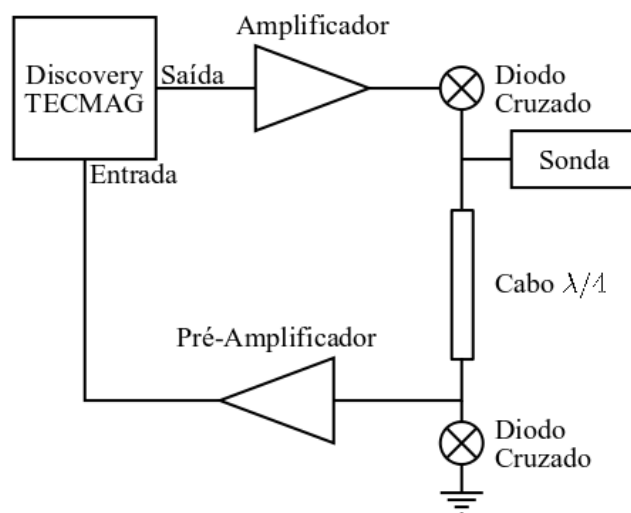 Amplificador
Discovery
TECMAG
Saída
Diodo
Cruzado
Sonda
Entrada
Cabo λ/4
Pré-Amplificador
Diodo
Cruzado